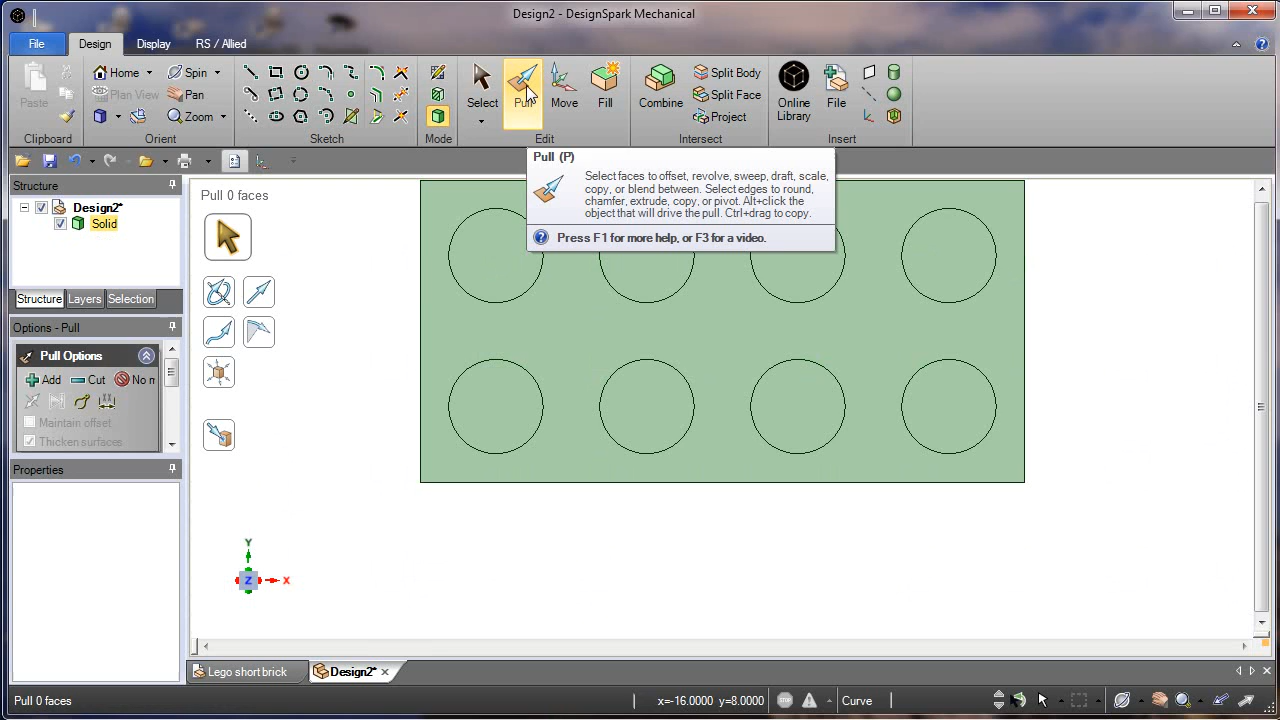 Design2 - DesignSpark Mechanical
File Design Display RS / Allied
Home Spin Split Body
Paste Plan View Pan Select Pull Move Fill Combine Split Face Online Library File
Zoom Project
Clipboard Orient Sketch Mode Edit Intersect Insert
Pull (P)
Select faces to offset, revolve, sweep, draft, scale,
copy, or blend between. Select edges to round,
chamfer, extrude, copy, or pivot. Alt+click the
object that will drive the pull. Ctrl+drag to copy.
Press F1 for more help, or F3 for a video.
Structure
Design2*
Solid
Structure Layers Selection
Options - Pull
Pull Options
Add Cut No m
Maintain offset
Thicken surfaces
Properties
Pull 0 faces
Y
Z X
Lego short brick Design2*
Pull 0 faces x=-16.0000 y=8.0000 Curve